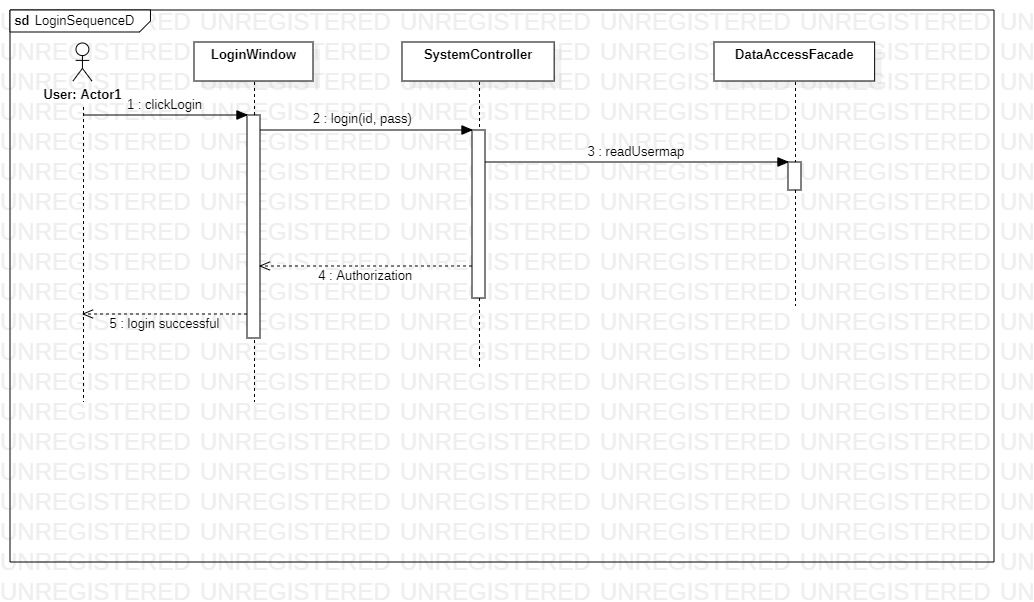 sd LoginSequenceD
LoginWindow
SystemController
DataAccessFacade
User: Actor1
1 : clickLogin
2 : login(id, pass)
3 : readUsermap
4 : Authorization
5 : login successful
UNREGISTERED